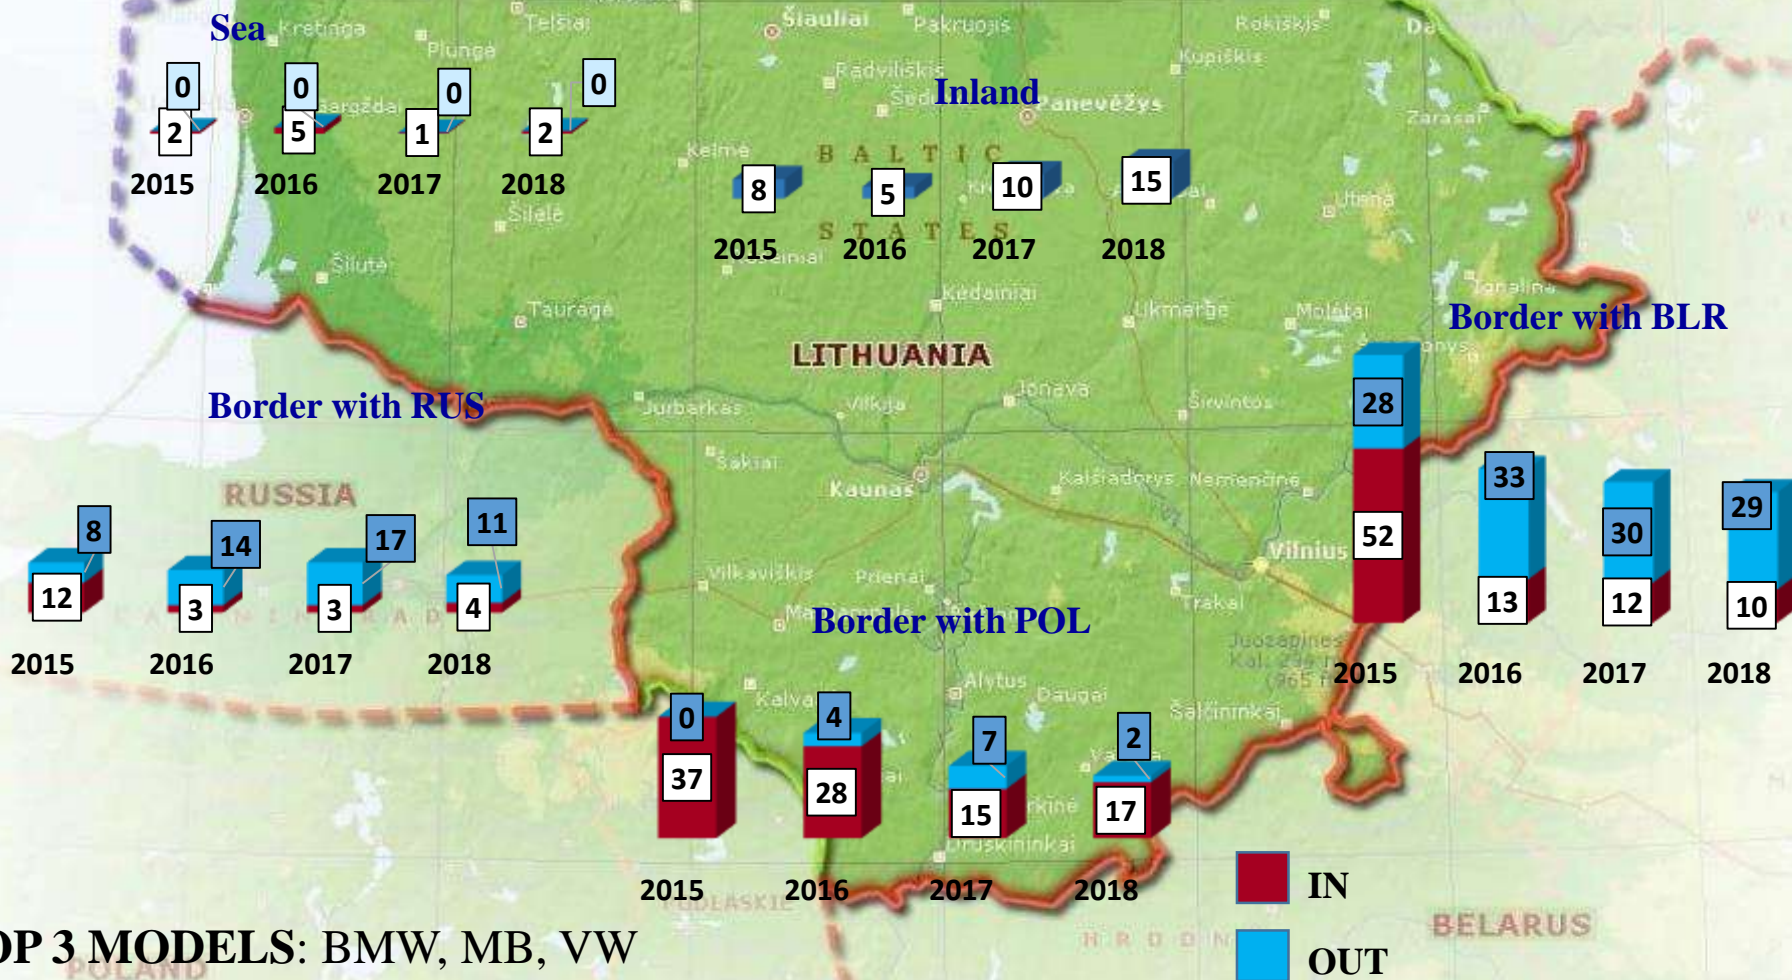 Sea
Kretinga
Telšiai
Plungė
Šiauliai
Pakruojis
Rokiškis
Da
Kupiškis
Radviliškis
Inland
Panevėžys
Zarasai
0
0
0
0
2
5
1
2
2015
2016
2017
2018
Kelmė
BALTIC
STATES
8
5
10
15
2015
2016
2017
2018
Šilalė
Utena
Šilutė
Tauragė
Kėdainiai
Ukmergė
Molėtai
Ignalina
Border with BLR
LITHUANIA
Border with RUS
Jurbarkas
Vilkija
Jonava
Širvintos
Šakiai
Kaunas
Kaišiadorys
Nemenčinė
RUSSIA
Vilnius
8
14
17
11
12
3
3
4
2015
2016
2017
2018
28
33
30
29
52
13
12
10
2015
2016
2017
2018
Vilkaviškis
Prienai
Trakai
Border with POL
Alytus
Daugai
Šalčininkai
0
4
7
2
37
28
15
17
Druskininkai
2015
2016
2017
2018
IN
OUT
OP 3 MODELS: BMW, MB, VW
POLAND
BELARUS